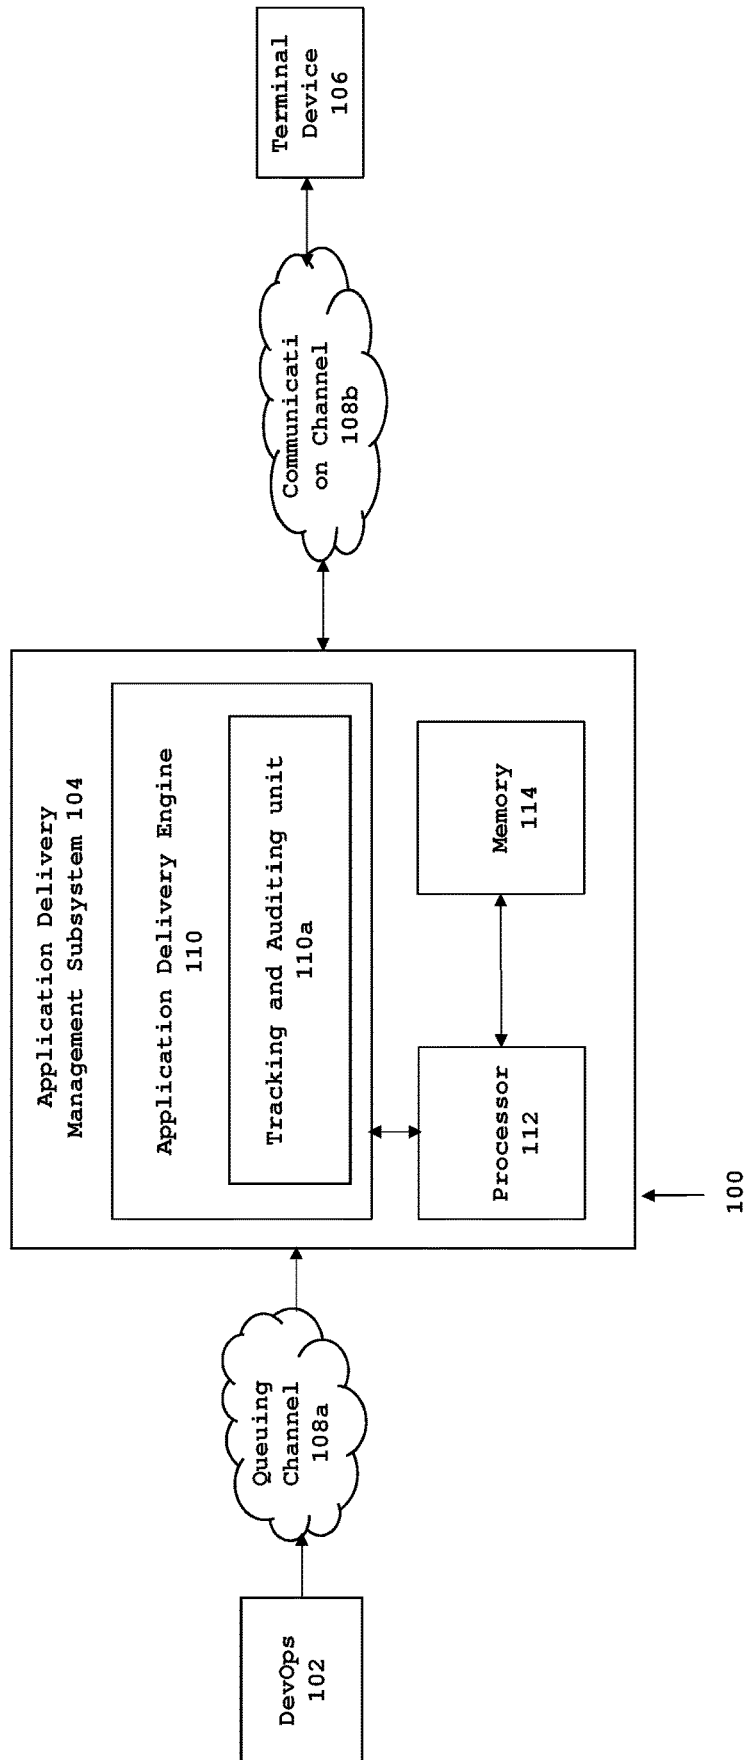 DevOps
102
Queuing
Channel
108a
Application Delivery
Management Subsystem 104
Application Delivery Engine
110
Tracking and Auditing unit
110a
Processor
112
Memory
114
Communicati
on Channel
108b
Terminal
Device
106
100